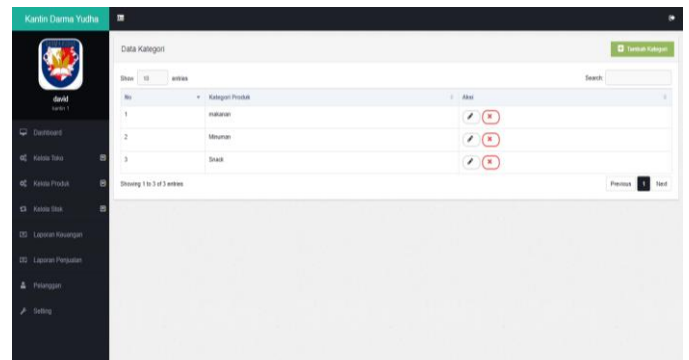 Kantin Darma Yudha
david
kantin 1
Dashboard
Kelola Toko
Kelola Produk
Kelola Stok
Laporan Keuangan
Laporan Penjualan
Pelanggan
Setting
Data Kategori
Tambah Kategori
Show 10 entries
Search:
No Kategori Produk Aksi
1 makanan
2 Minuman
3 Snack
Showing 1 to 3 of 3 entries
Previous 1 Next